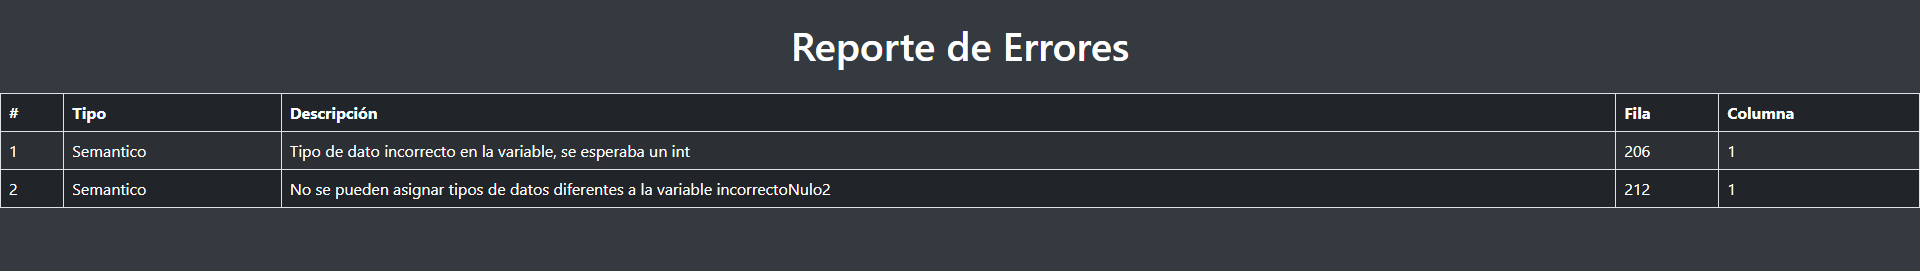 Reporte de Errores
# Tipo Descripción Fila Columna
1 Semantico Tipo de dato incorrecto en la variable, se esperaba un int 206 1
2 Semantico No se pueden asignar tipos de datos diferentes a la variable incorrectoNulo2 212 1